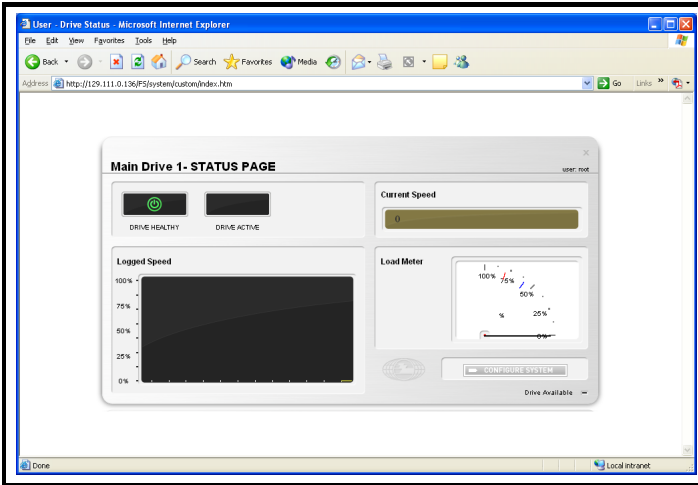 User - Drive Status - Microsoft Internet Explorer
File Edit View Favorites Tools Help
Back Search Favorites Media
Address http://129.111.0.136/FS/system/custom/index.htm Go Links »
Main Drive 1- STATUS PAGE
user: root
DRIVE HEALTHY DRIVE ACTIVE
Current Speed
0
Logged Speed
100%
75%
50%
25%
0%
Load Meter
100% 75%
50%
% 25%
0%
CONFIGURE SYSTEM
Drive Available
Done Local intranet